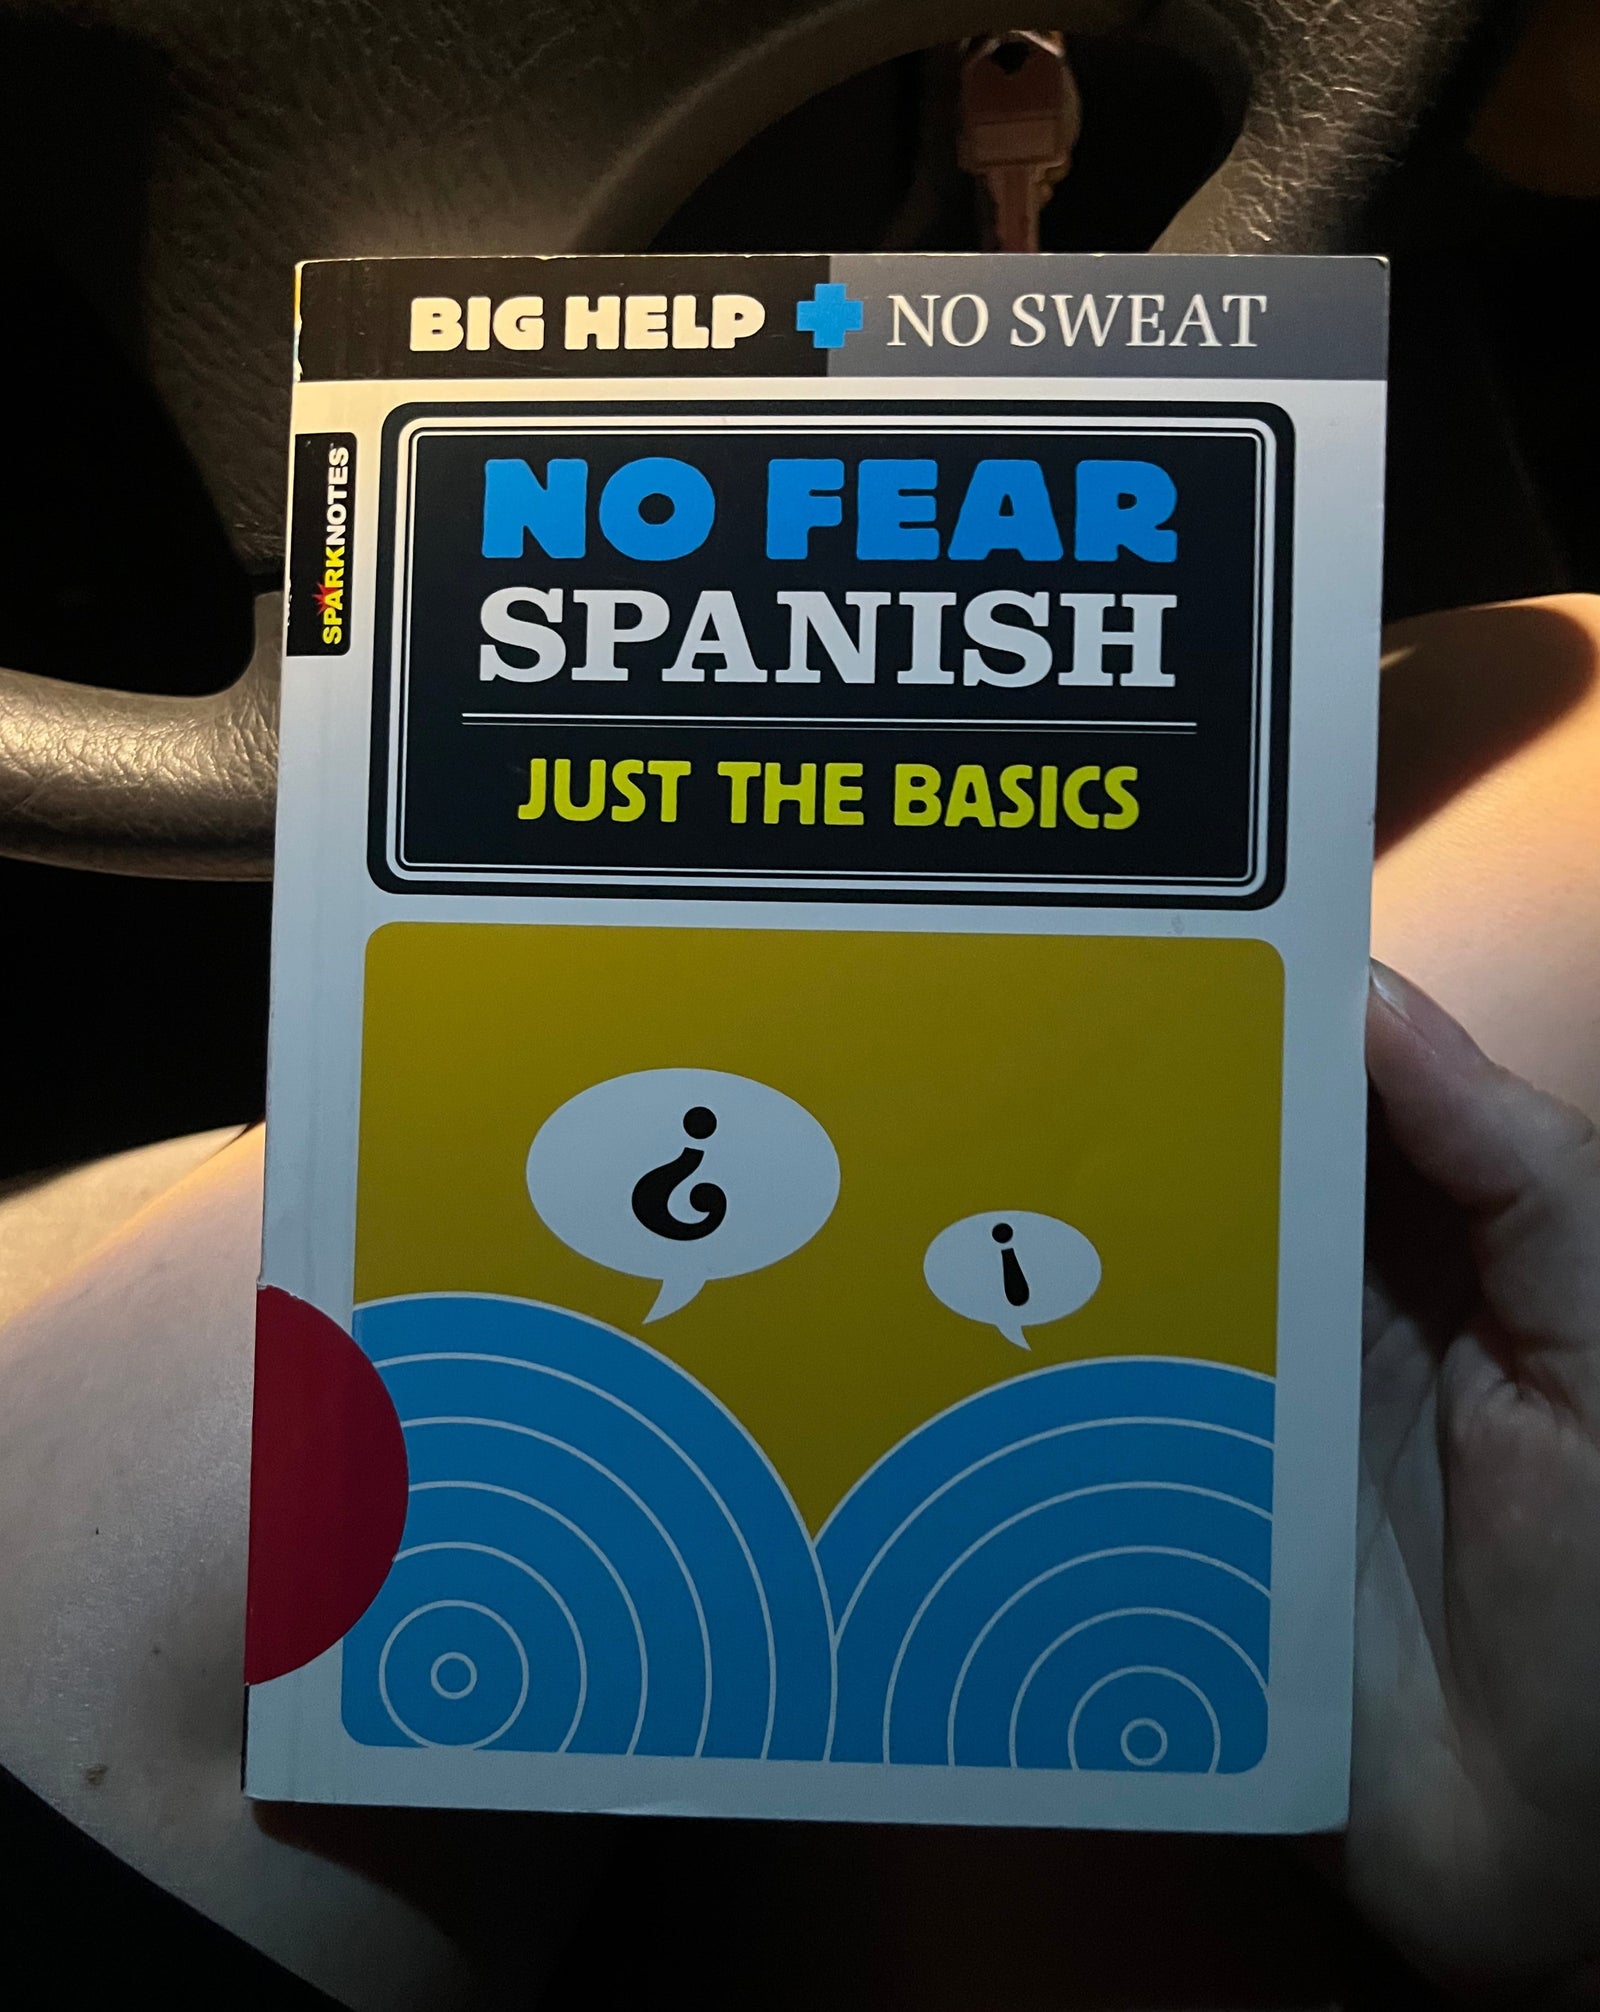 BIG HELP + NO SWEAT
SPARKNOTES
NO FEAR
SPANISH
JUST THE BASICS
¿
¡